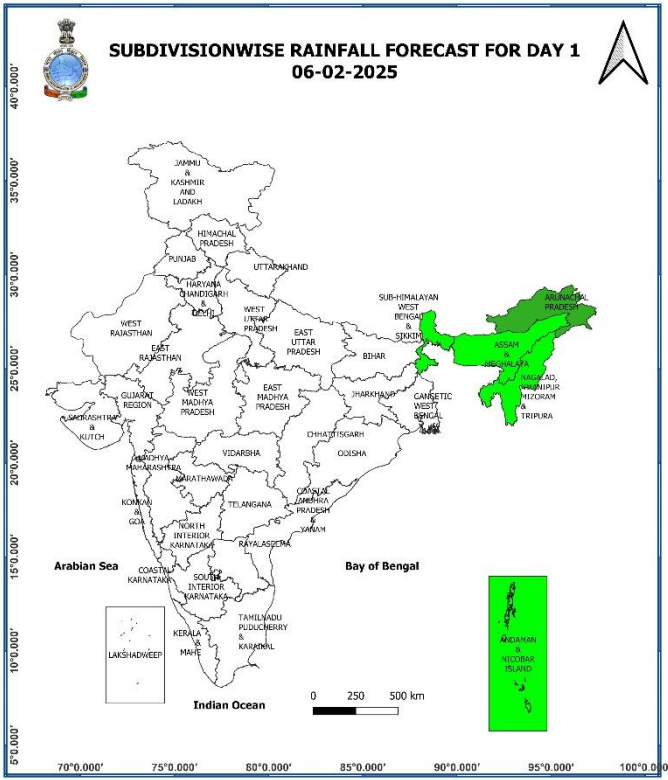 SUBDIVISIONWISE RAINFALL FORECAST FOR DAY 1
06-02-2025
40°0.000'
35°0.000'
30°0.000'
25°0.000'
20°0.000'
15°0.000'
10°0.000'
5°0.000'
JAMMU
&
KASHMIR
AND
LADAKH
HIMACHAL
PRADESH
PUNJAB
UTTARAKHAND
HARYANA
CHANDIGARH
&
DELHI
WEST
UTTAR
PRADESH
EAST
UTTAR
PRADESH
WEST
RAJASTHAN
EAST
RAJASTHAN
SUB-HIMALAYAN
WEST
BENGAL
&
SIKKIM
ARUNACHAL
PRADESH
ASSAM
&
MEGHALAYA
NAGALAD,
MANIPUR
MIZORAM
&
TRIPURA
BIHAR
JHARKHAND
GANGETIC
WEST
BENGAL
GUJARAT
REGION
SAURASHTRA
&
KUTCH
WEST
MADHYA
PRADESH
EAST
MADHYA
PRADESH
CHHATTISGARH
ODISHA
VIDARBHA
MADHYA
MAHARASHTRA
MARATHAWADA
KONKAN
&
GOA
TELANGANA
COASTAL
ANDHRA
PRADESH
&
YANAM
NORTH
INTERIOR
KARNATAKA
RAYALASEEMA
COASTAL
KARNATAKA
SOUTH
INTERIOR
KARNATAKA
TAMILNADU
PUDUCHERRY
&
KARAIKAL
KERALA
&
MAHE
LAKSHADWEEP
ANDAMAN
&
NICOBAR
ISLAND
Arabian Sea
Bay of Bengal
Indian Ocean
0 250 500 km
70°0.000' 75°0.000' 80°0.000' 85°0.000' 90°0.000' 95°0.000' 100°0.000'